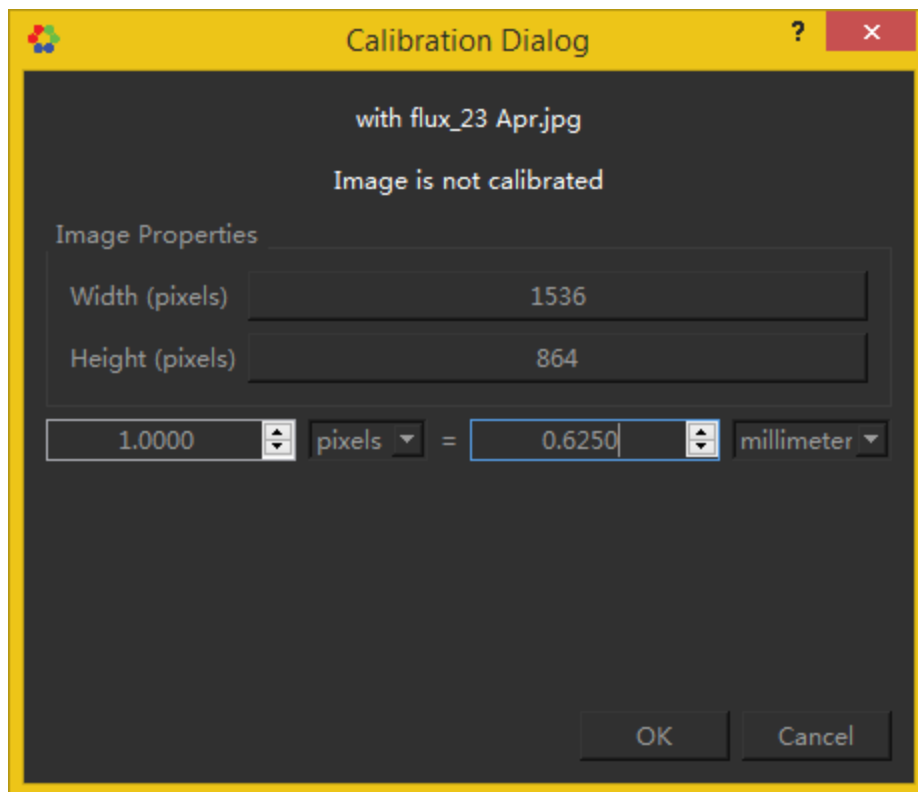 Calibration Dialog ? ×
with flux_23 Apr.jpg
Image is not calibrated
Image Properties
Width (pixels) 1536
Height (pixels) 864
1.0000 pixels = 0.6250 millimeter
OK Cancel